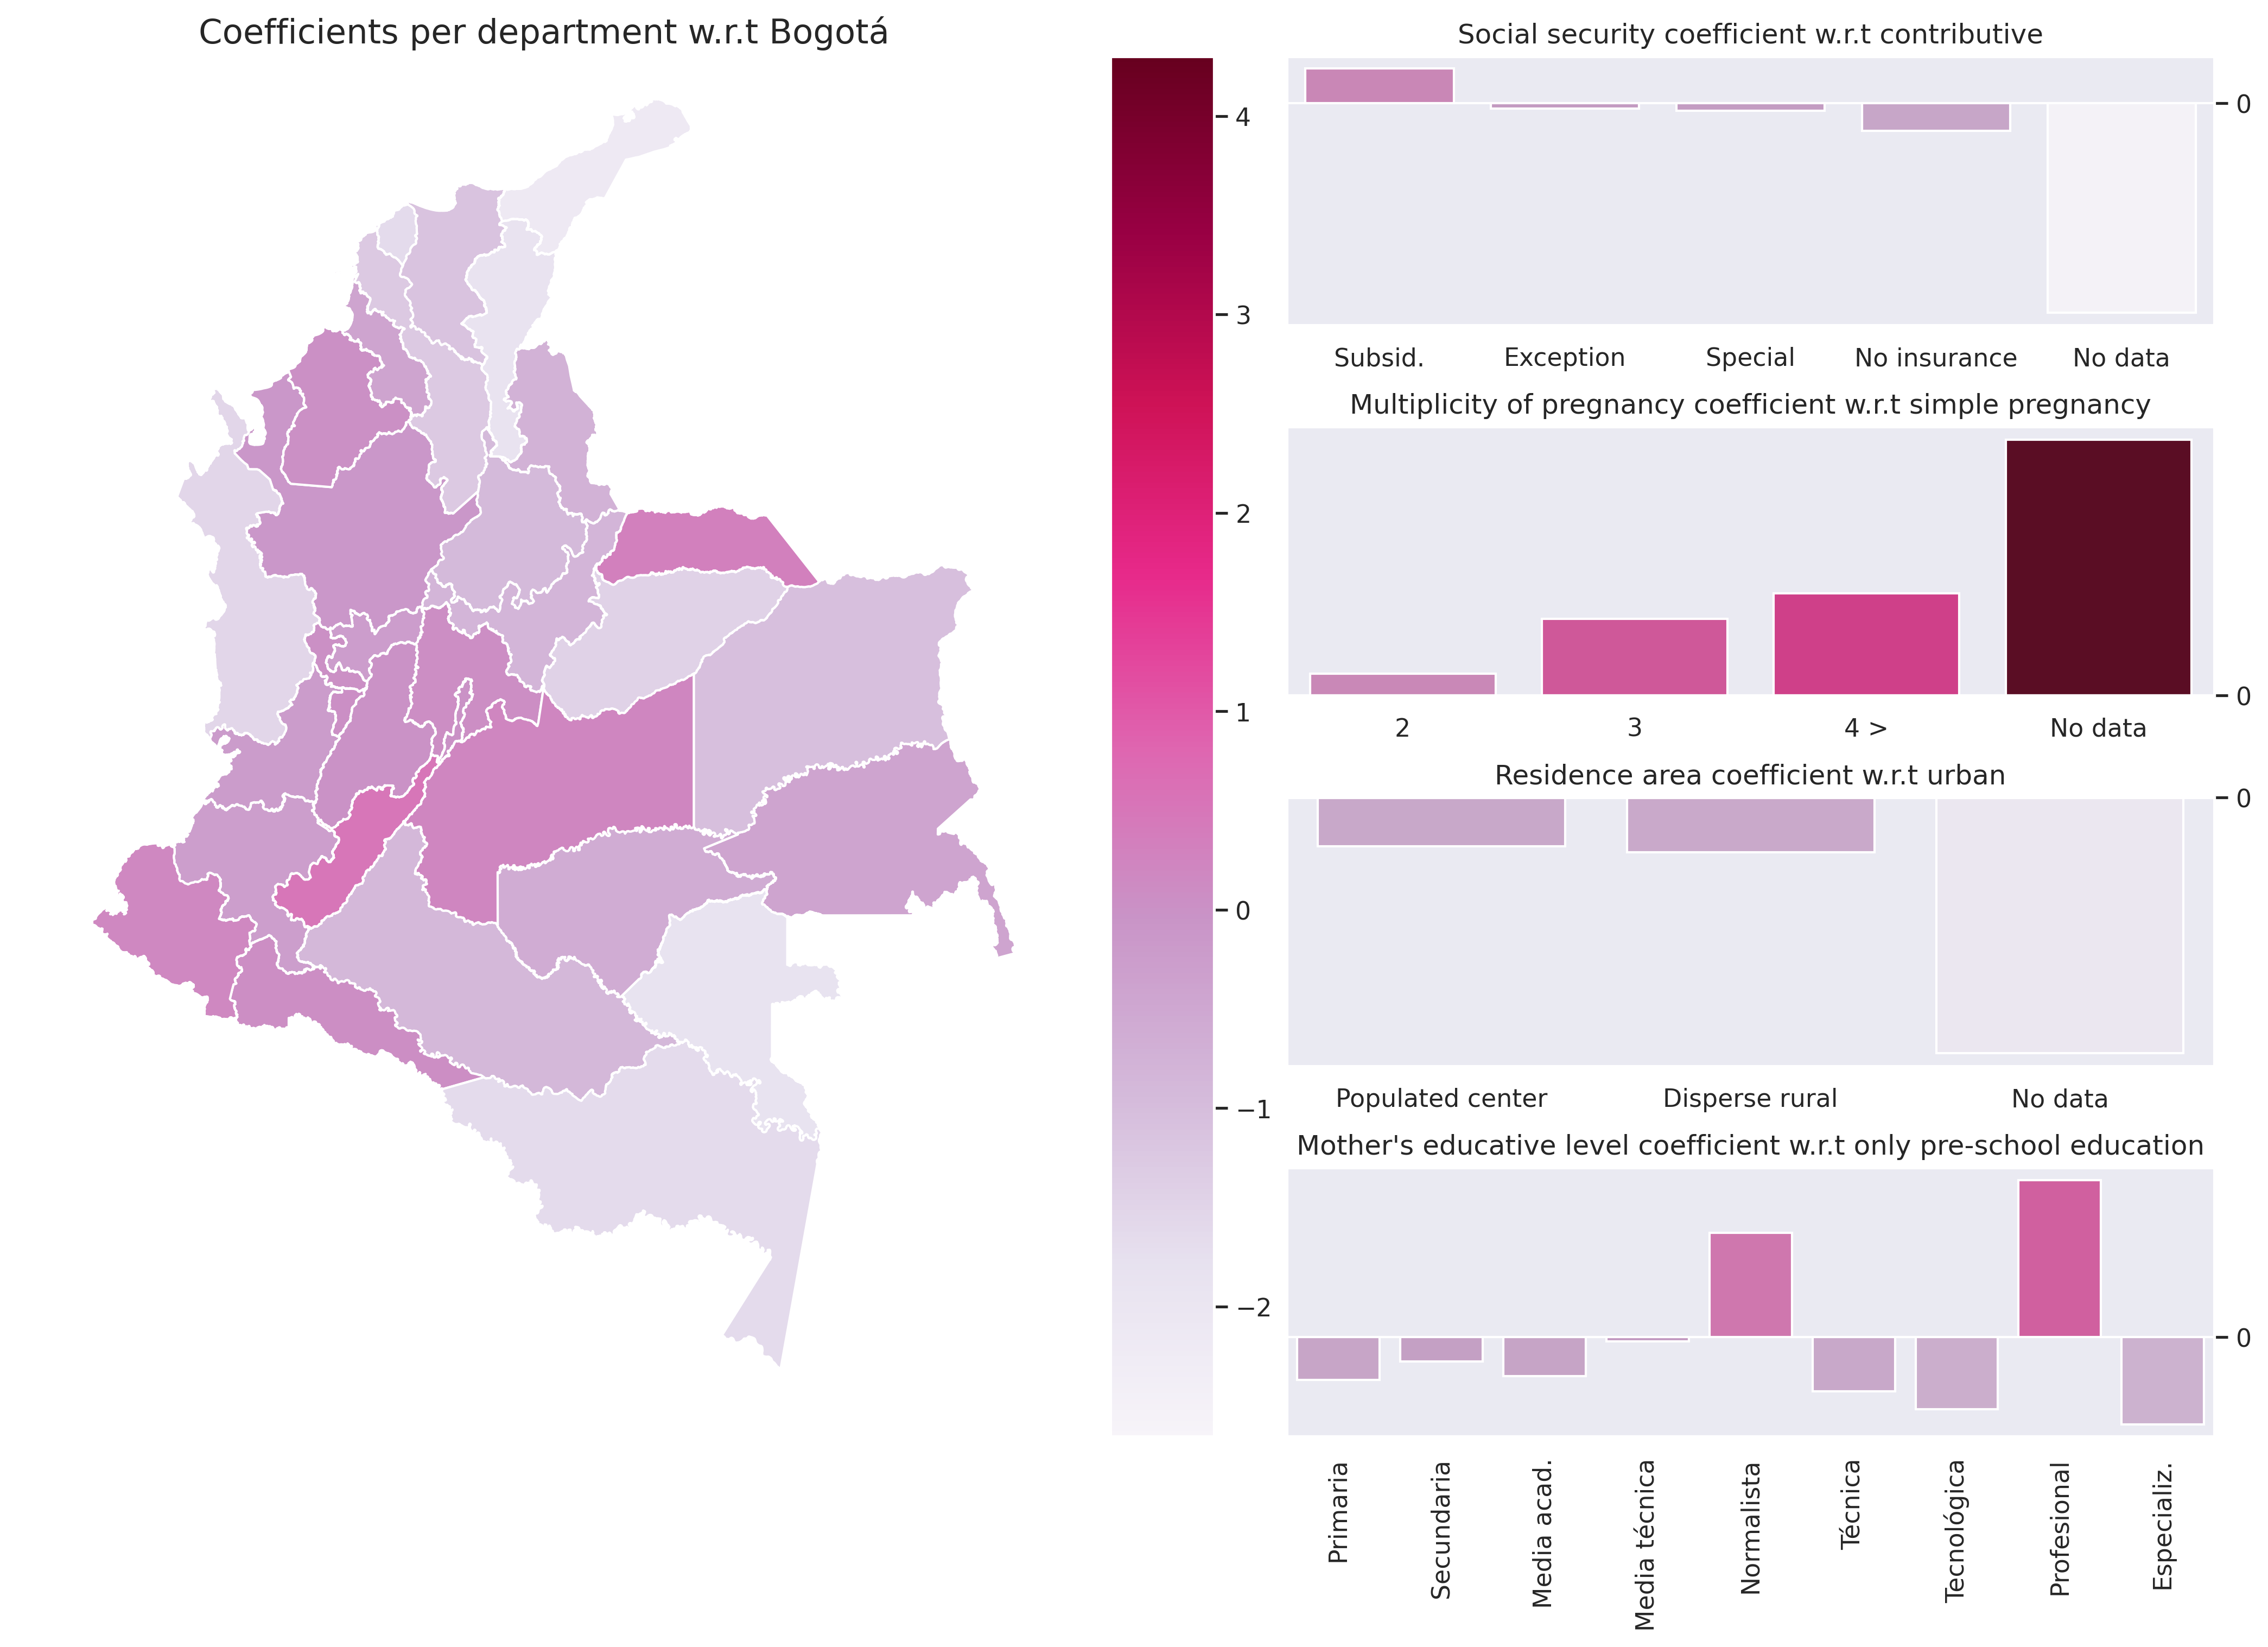 Coefficients per department w.r.t Bogotá
4
3
2
1
0
−1
−2
Social security coefficient w.r.t contributive
0
Subsid. Exception Special No insurance No data
Multiplicity of pregnancy coefficient w.r.t simple pregnancy
0
2 3 4 > No data
Residence area coefficient w.r.t urban
0
Populated center Disperse rural No data
Mother's educative level coefficient w.r.t only pre-school education
0
Primaria
Secundaria
Media acad.
Media técnica
Normalista
Técnica
Tecnológica
Profesional
Especializ.